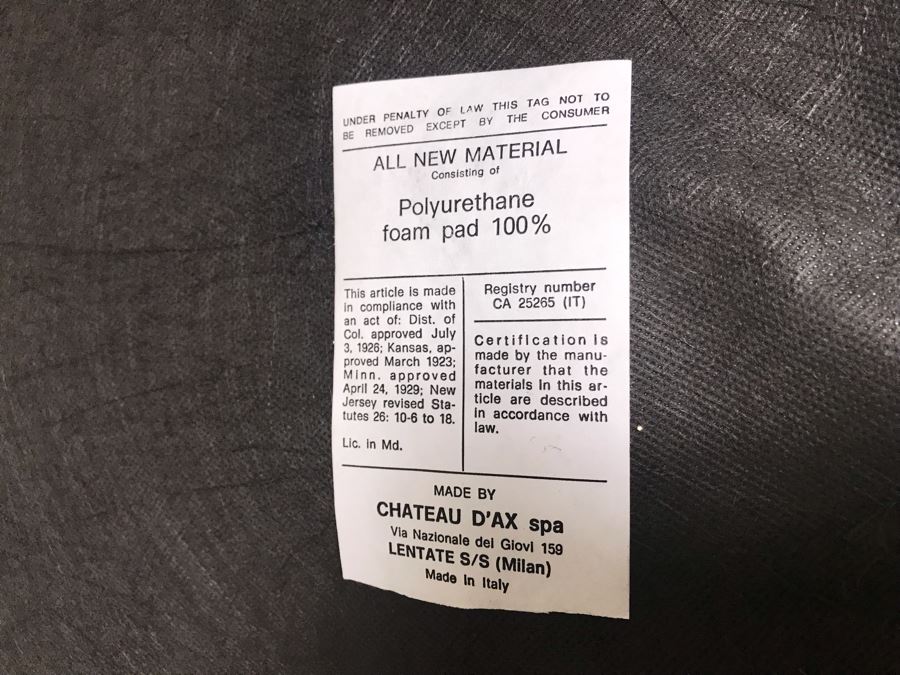 UNDER PENALTY OF LAW THIS TAG NOT TO
BE REMOVED EXCEPT BY THE CONSUMER
ALL NEW MATERIAL
Consisting of
Polyurethane
foam pad 100%
This article is made
in compliance with
an act of: Dist. of
Col. approved July
3, 1926; Kansas, ap-
proved March 1923;
Minn. approved
April 24, 1929; New
Jersey revised Sta-
tutes 26: 10-6 to 18.
Lic. in Md.
Registry number
CA 25265 (IT)
Certification is
made by the manu-
facturer that the
materials in this ar-
ticle are described
in accordance with
law.
MADE BY
CHATEAU D'AX spa
Via Nazionale dei Giovi 159
LENTATE S/S (Milan)
Made in Italy